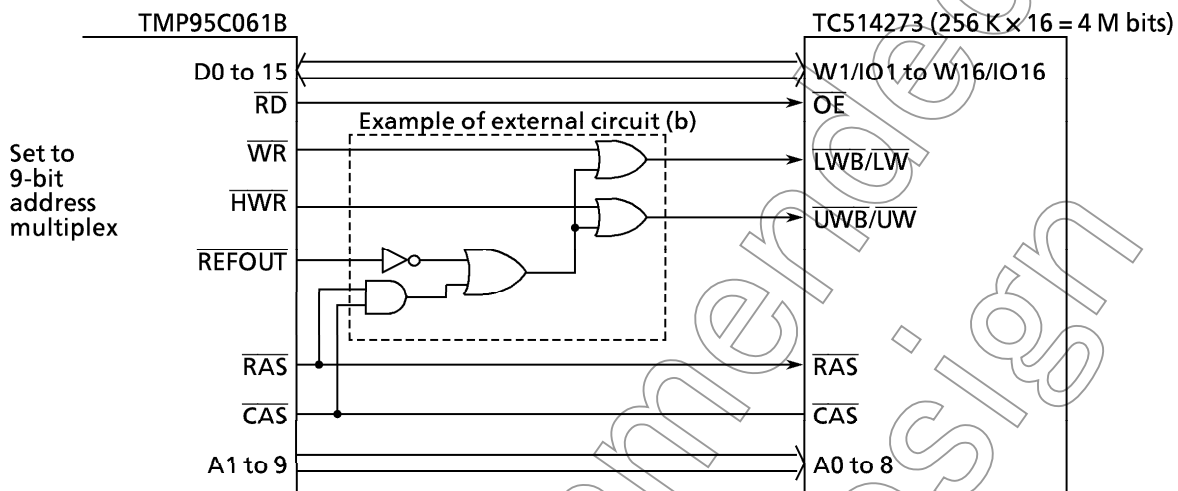 TMP95C061B
TC514273 (256 K × 16 = 4 M bits)
D0 to 15
W1/IO1 to W16/IO16
RD
OE
Example of external circuit (b)
Set to
9-bit
address
multiplex
WR
LWB/LW
HWR
UWB/UW
REFOUT
RAS
RAS
CAS
CAS
A1 to 9
A0 to 8